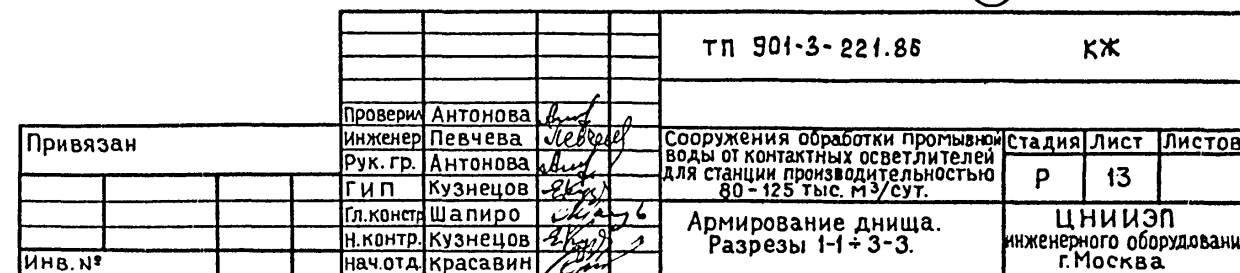 ТП 901-3-221.86 КЖ
Проверил Антонова
Инженер Певчева
Рук. гр. Антонова
ГИП Кузнецов
Гл.констр Шапиро
Н.контр. Кузнецов
Нач.отд. Красавин
Привязан
Инв. №
Сооружения обработки промывной
воды от контактных осветлителей
для станции производительностью
80-125 тыс. м³/сут.
Стадия Лист Листов
Р 13
Армирование днища.
Разрезы 1-1÷3-3.
ЦНИИЭП
инженерного оборудовани
г.Москва